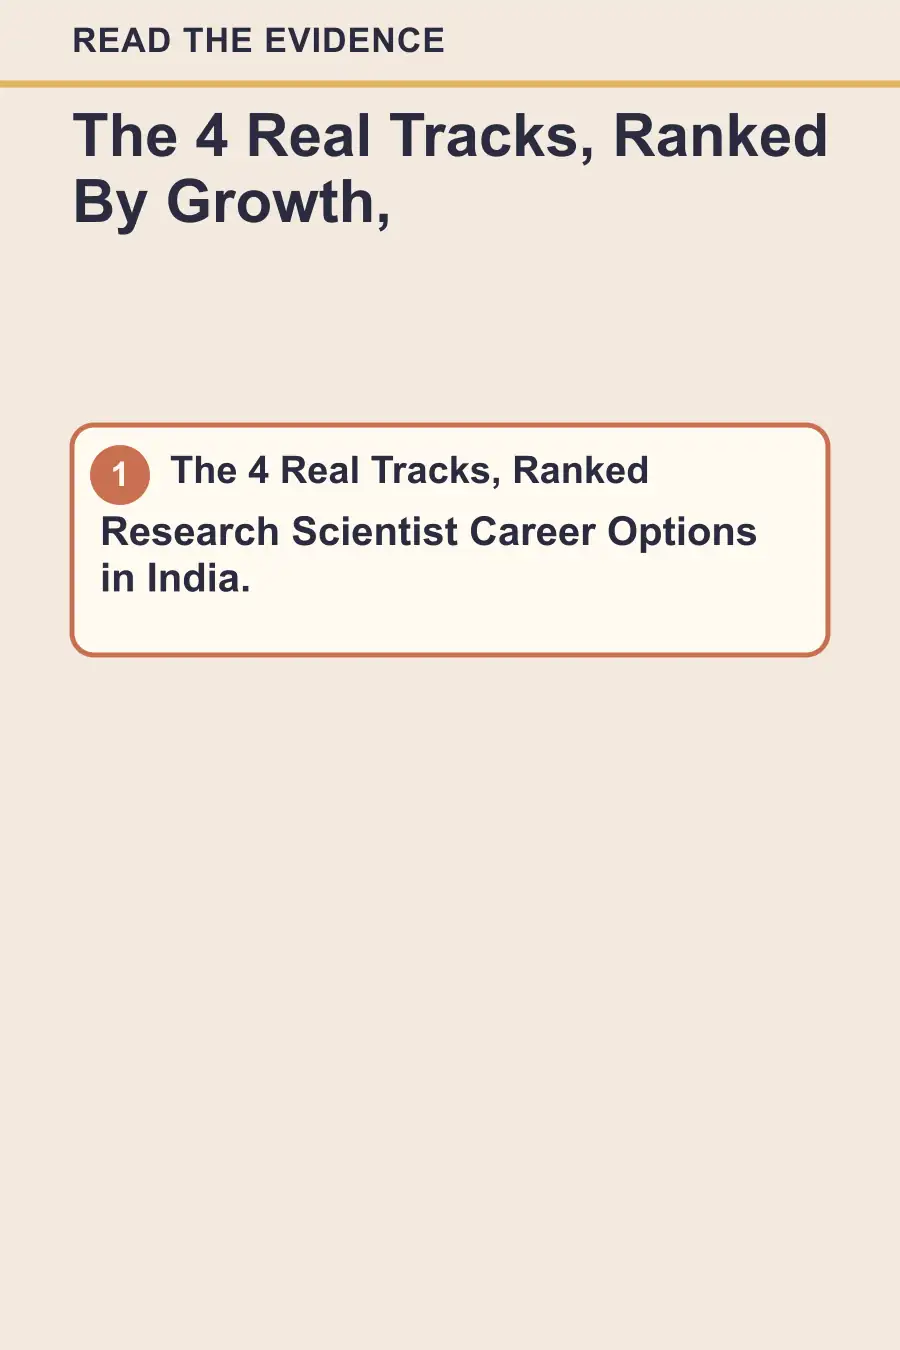 READ THE EVIDENCE
The 4 Real Tracks, Ranked
By Growth,
1 The 4 Real Tracks, Ranked
Research Scientist Career Options
in India.